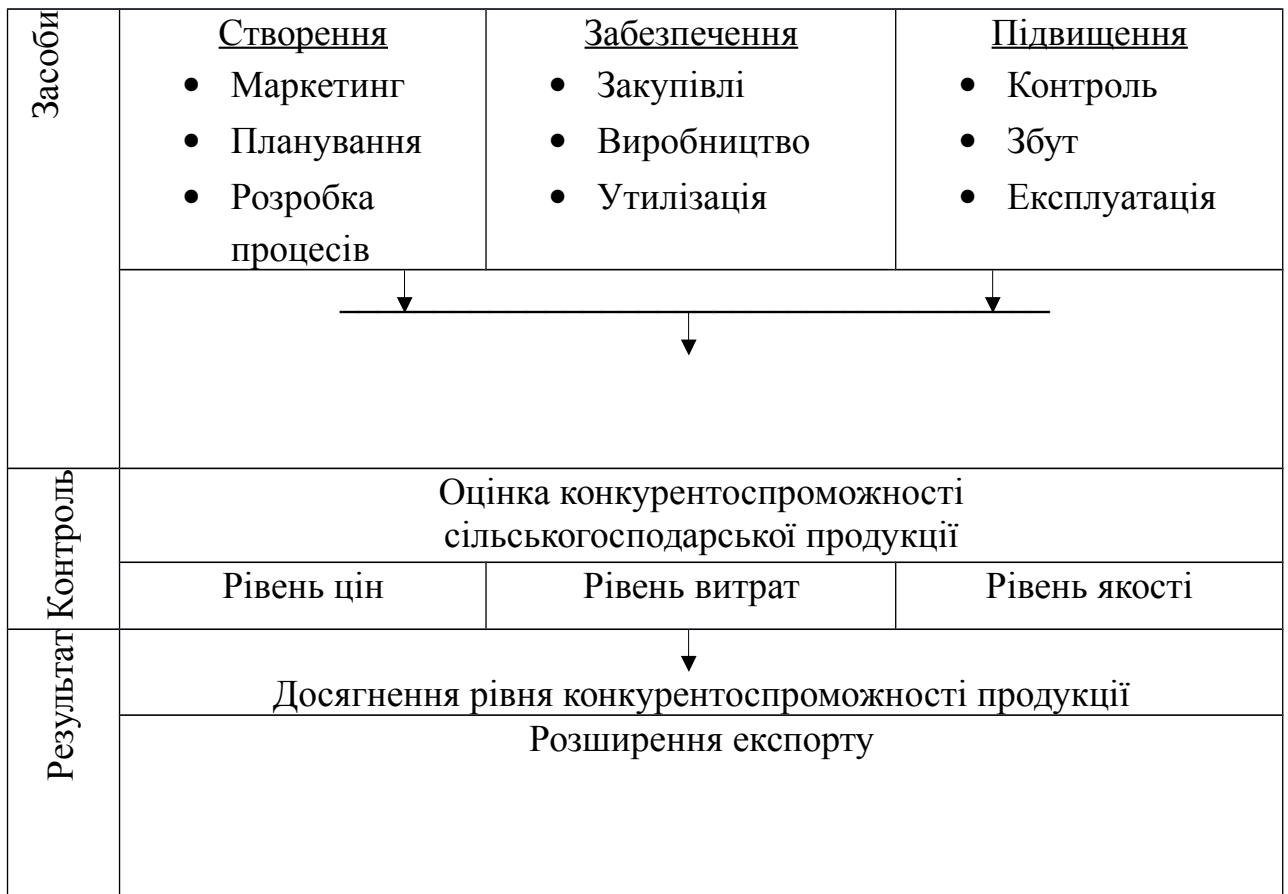 Засоби
Створення
• Маркетинг
• Планування
• Розробка
процесів
Забезпечення
• Закупівлі
• Виробництво
• Утилізація
Підвищення
• Контроль
• Збут
• Експлуатація
Контроль
Оцінка конкурентоспроможності
сільськогосподарської продукції
Рівень цін
Рівень витрат
Рівень якості
Результат
Досягнення рівня конкурентоспроможності продукції
Розширення експорту